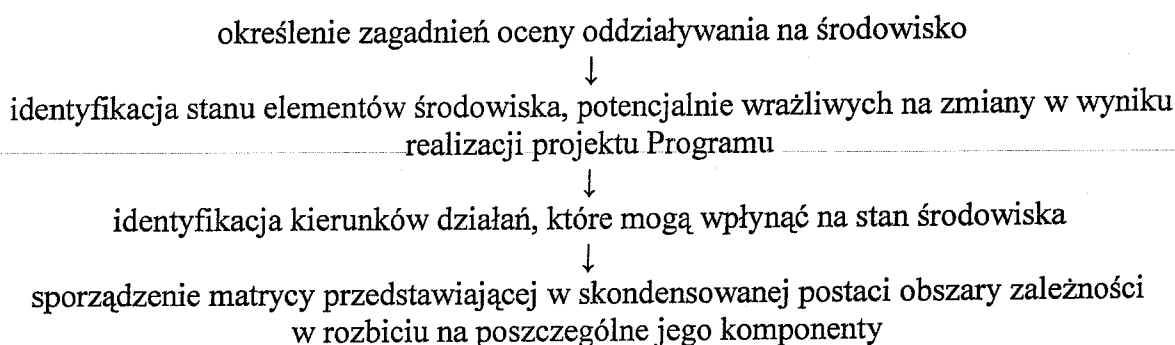 określenie zagadnień oceny oddziaływania na środowisko
↓
identyfikacja stanu elementów środowiska, potencjalnie wrażliwych na zmiany w wyniku
realizacji projektu Programu
↓
identyfikacja kierunków działań, które mogą wpłynąć na stan środowiska
↓
sporządzenie matrycy przedstawiającej w skondensowanej postaci obszary zależności
w rozbiciu na poszczególne jego komponenty